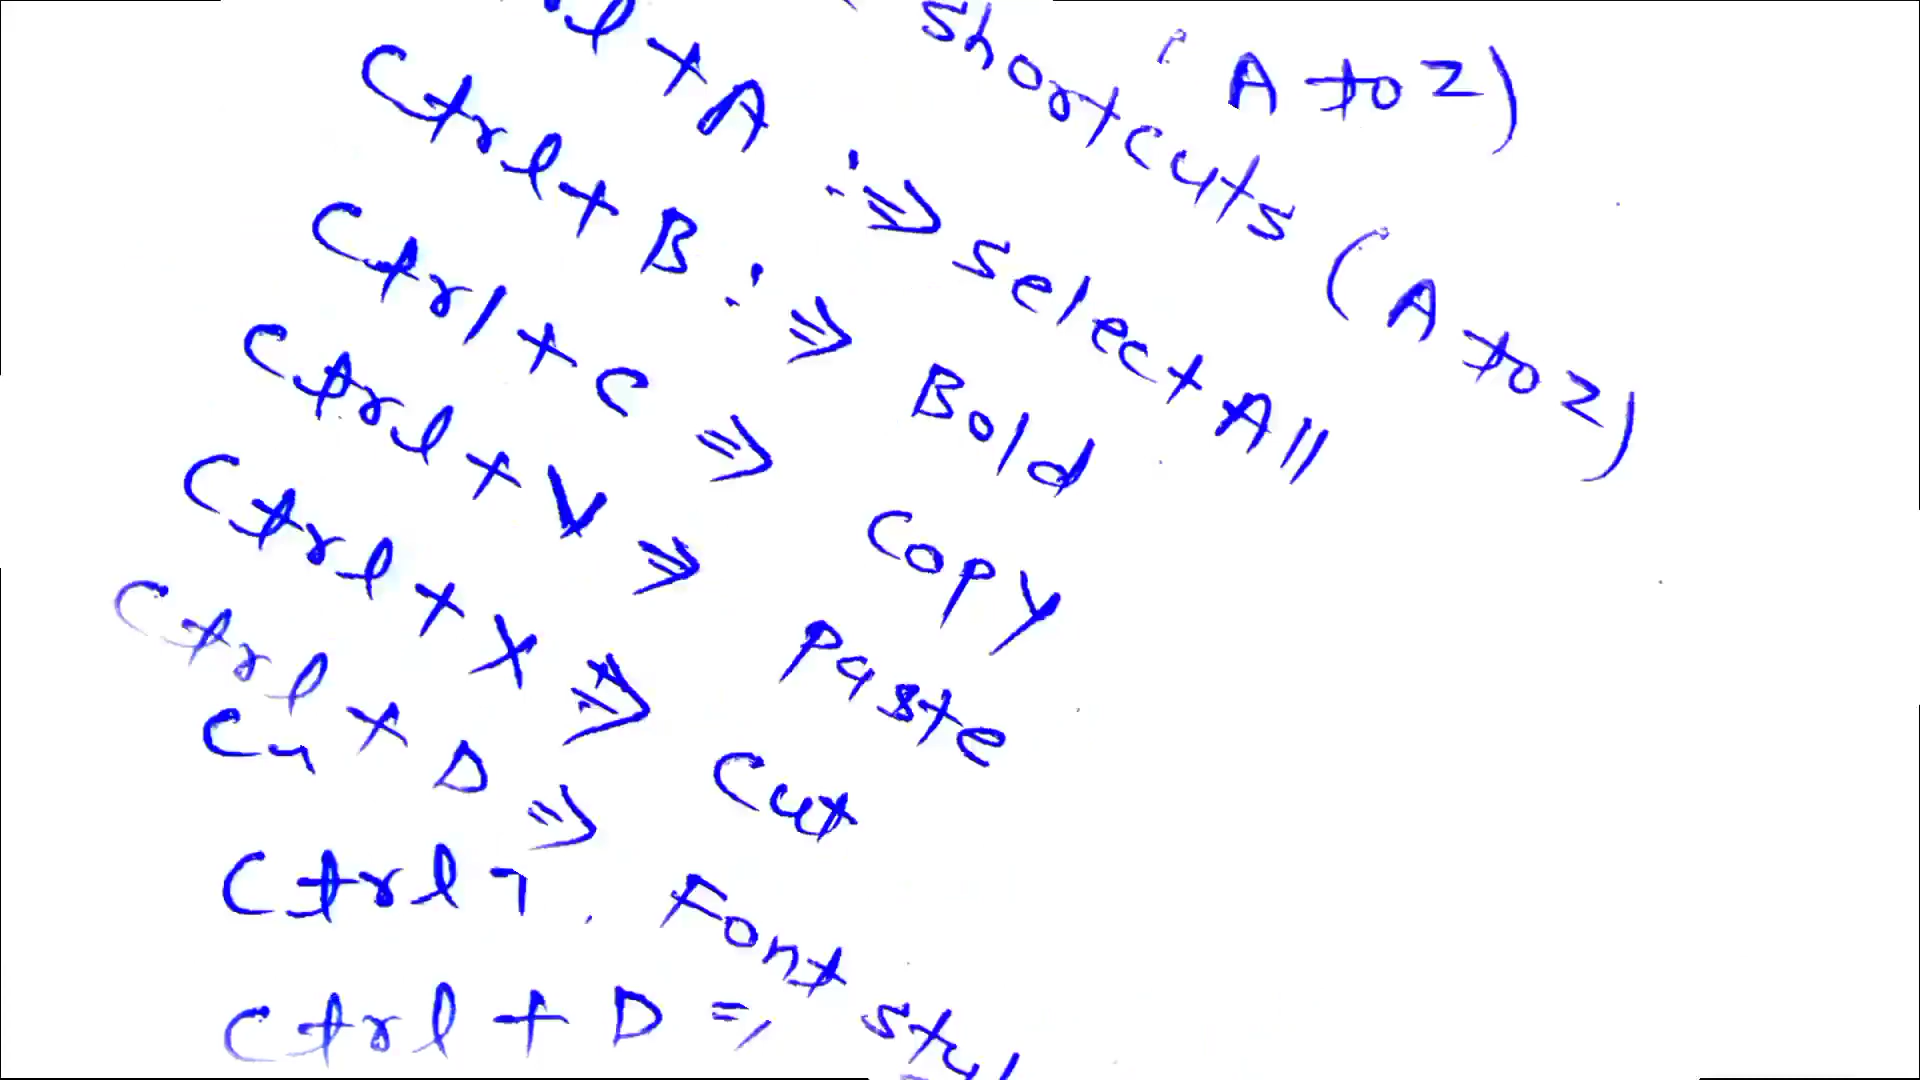 (A to Z)
shortcuts (A to Z)
Ctrl + A :⇒ select All
Ctrl + B :⇒ Bold
Ctrl + C ⇒ Copy
Ctrl + V ⇒ Paste
Ctrl + X ⇒ Cut
Ctrl + D ⇒ Font
Ctrl
Ctrl + D =